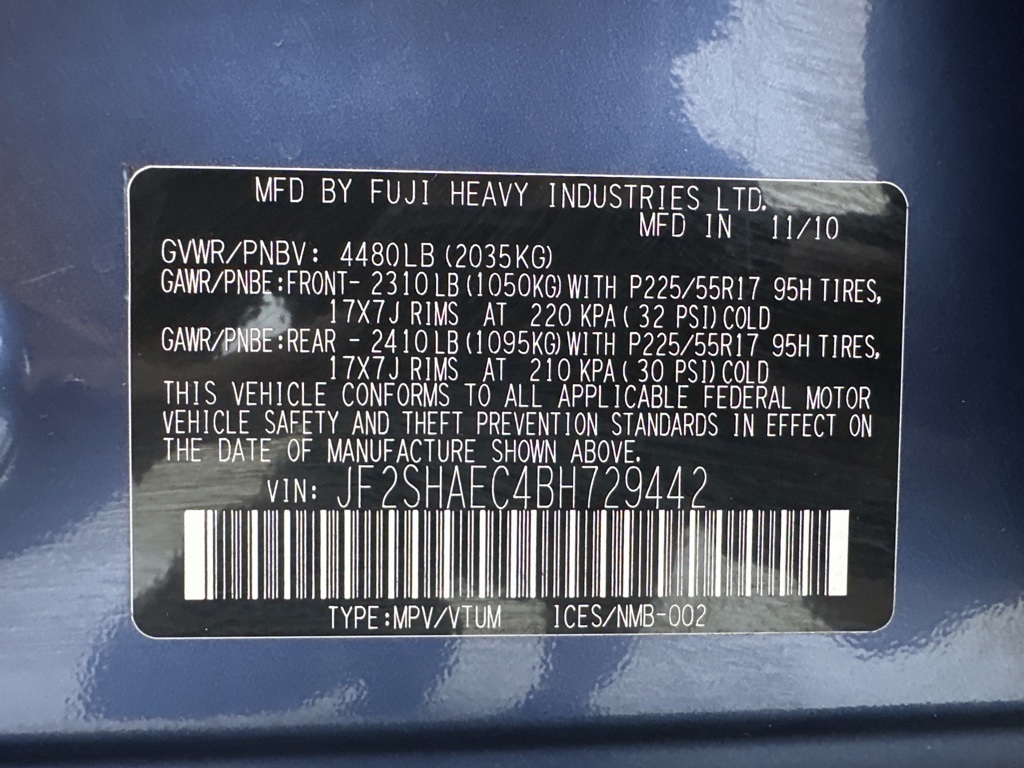 MFD BY FUJI HEAVY INDUSTRIES LTD.
MFD IN 11/10
GVWR/PNBV: 4480LB (2035KG)
GAWR/PNBE:FRONT- 2310LB (1050KG) WITH P225/55R17 95H TIRES,
17X7J RIMS AT 220 KPA ( 32 PSI) COLD
GAWR/PNBE:REAR - 2410LB (1095KG) WITH P225/55R17 95H TIRES,
17X7J RIMS AT 210 KPA ( 30 PSI) COLD
THIS VEHICLE CONFORMS TO ALL APPLICABLE FEDERAL MOTOR
VEHICLE SAFETY AND THEFT PREVENTION STANDARDS IN EFFECT ON
THE DATE OF MANUFACTURE SHOWN ABOVE.
VIN: JF2SHAEC4BH729442
TYPE:MPV/VTUM ICES/NMB-002